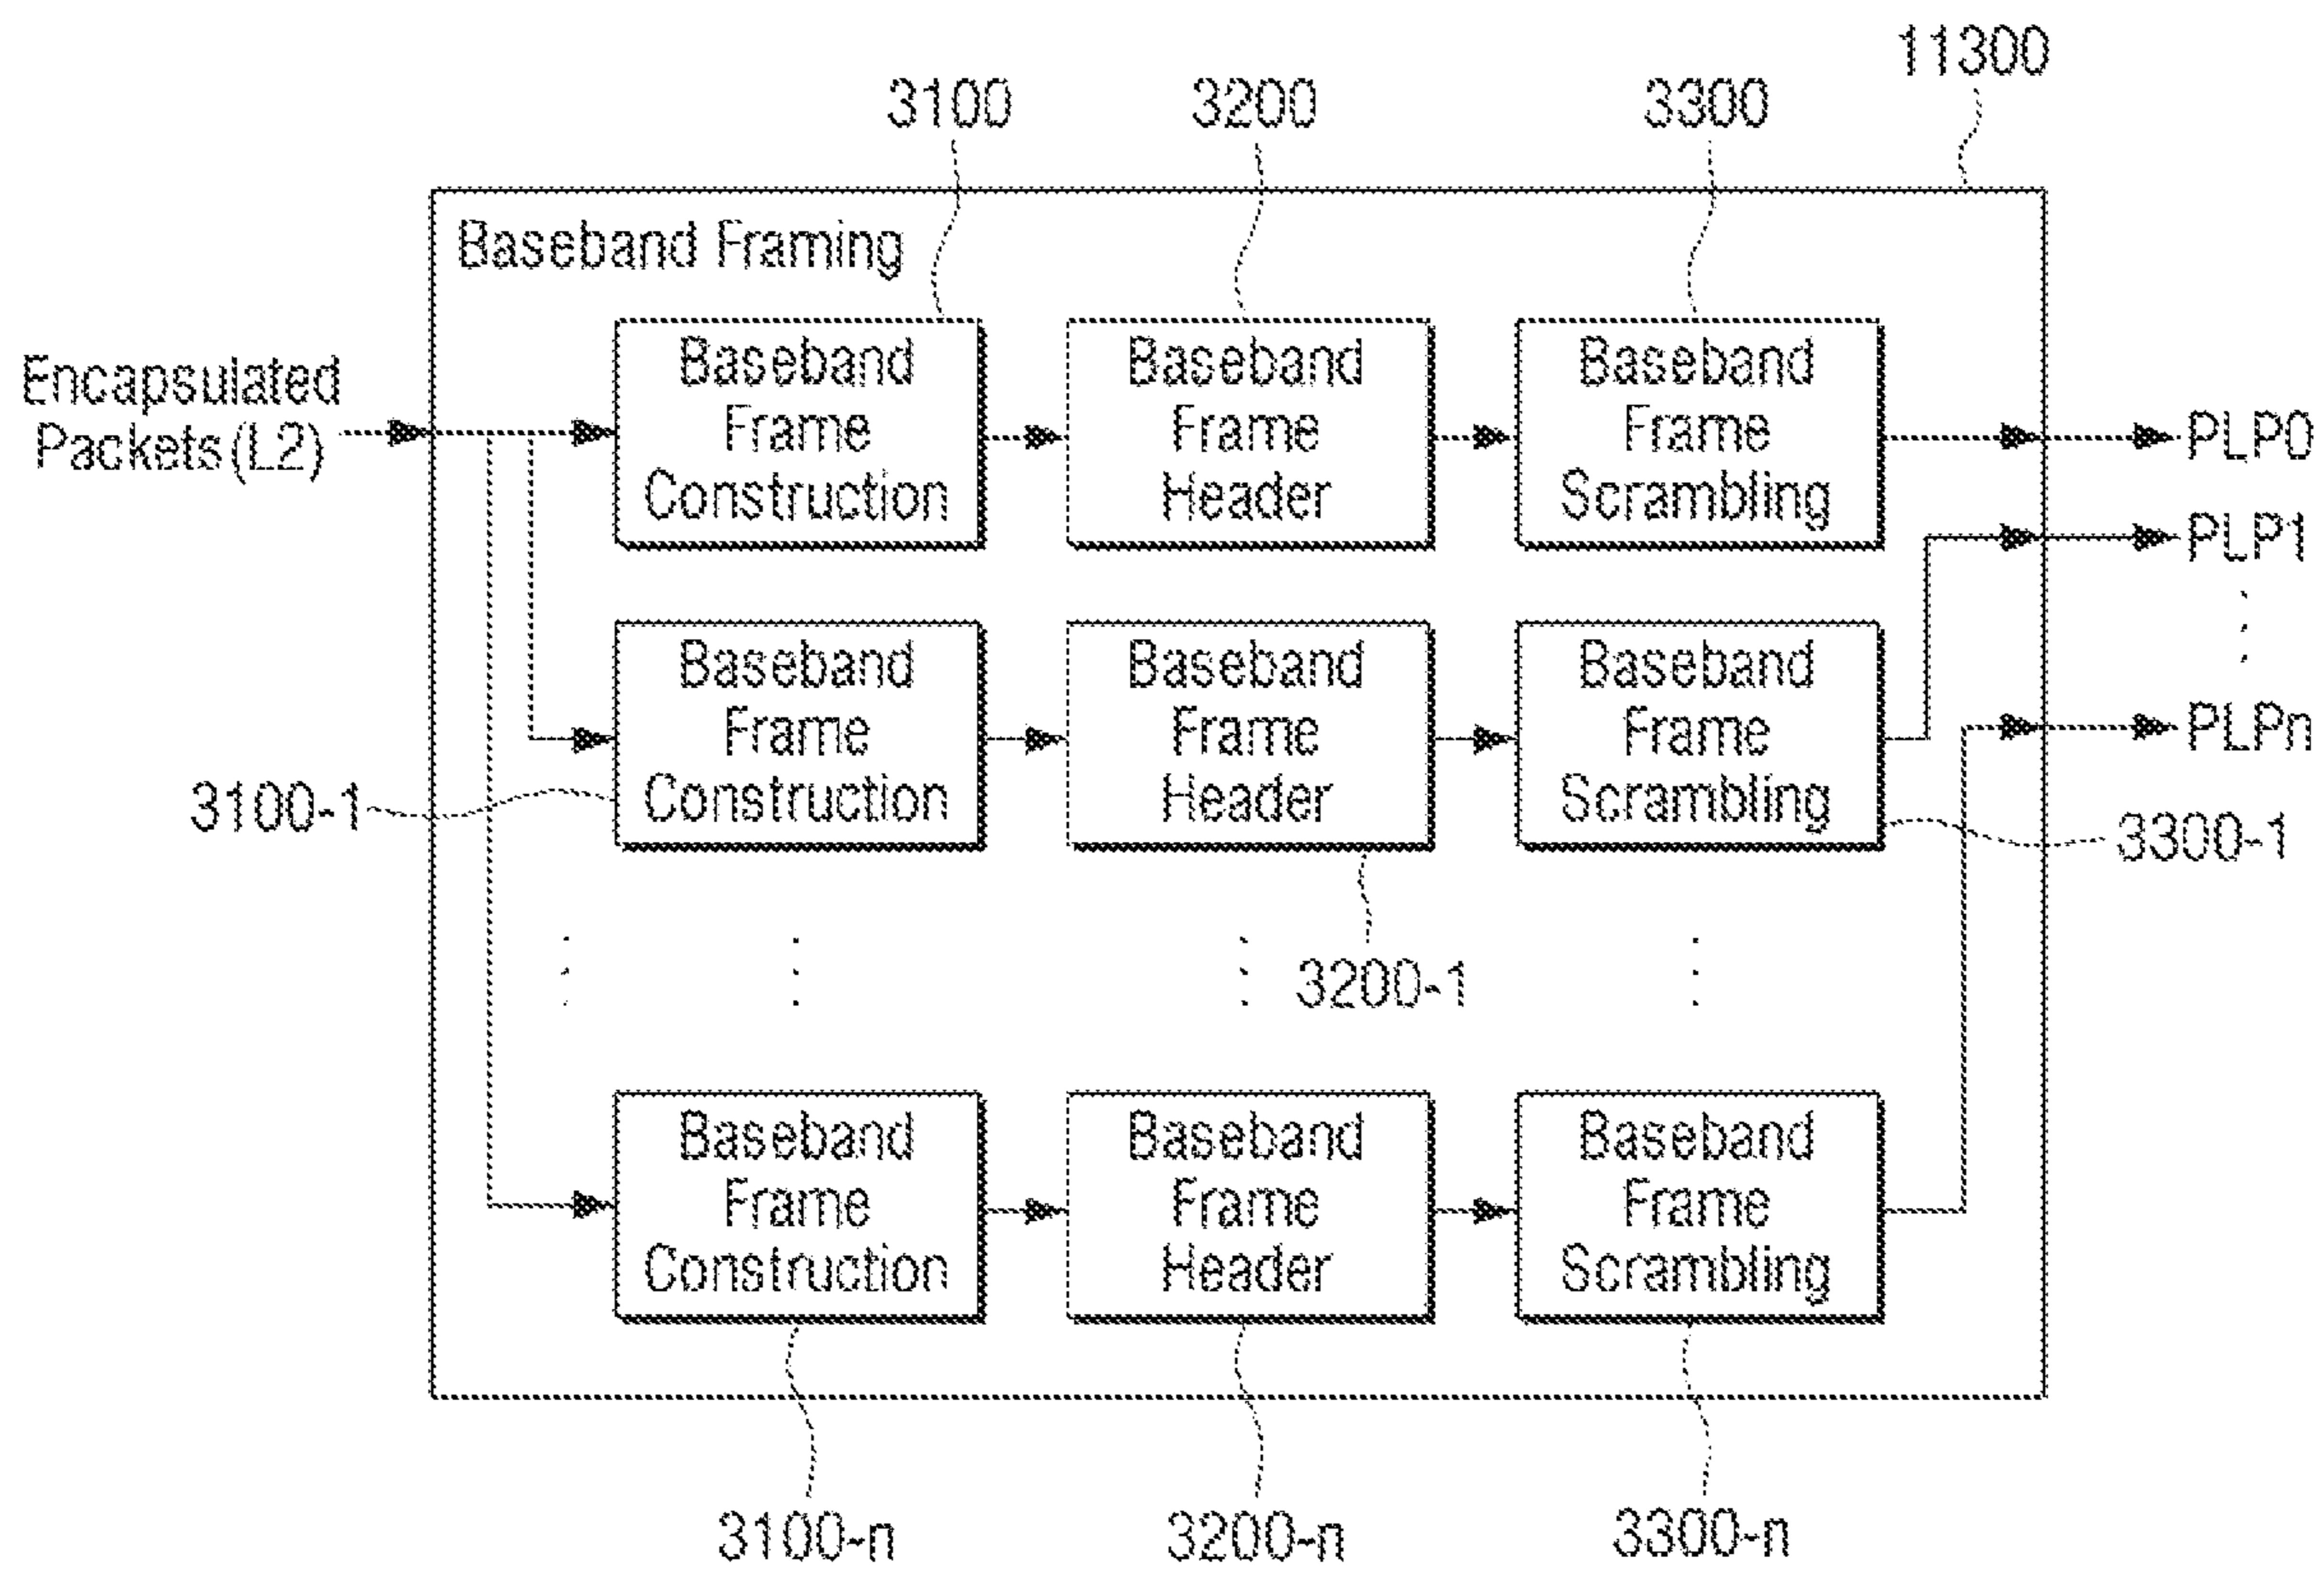 11300
3100
3200
3300
Baseband Framing
Encapsulated
Packets(L2)
Baseband
Frame
Construction
Baseband
Frame
Header
Baseband
Frame
Scrambling
PLP0
PLP1
PLPn
Baseband
Frame
Construction
Baseband
Frame
Header
Baseband
Frame
Scrambling
3100-1
3300-1
3200-1
Baseband
Frame
Construction
Baseband
Frame
Header
Baseband
Frame
Scrambling
3100-n
3200-n
3300-n